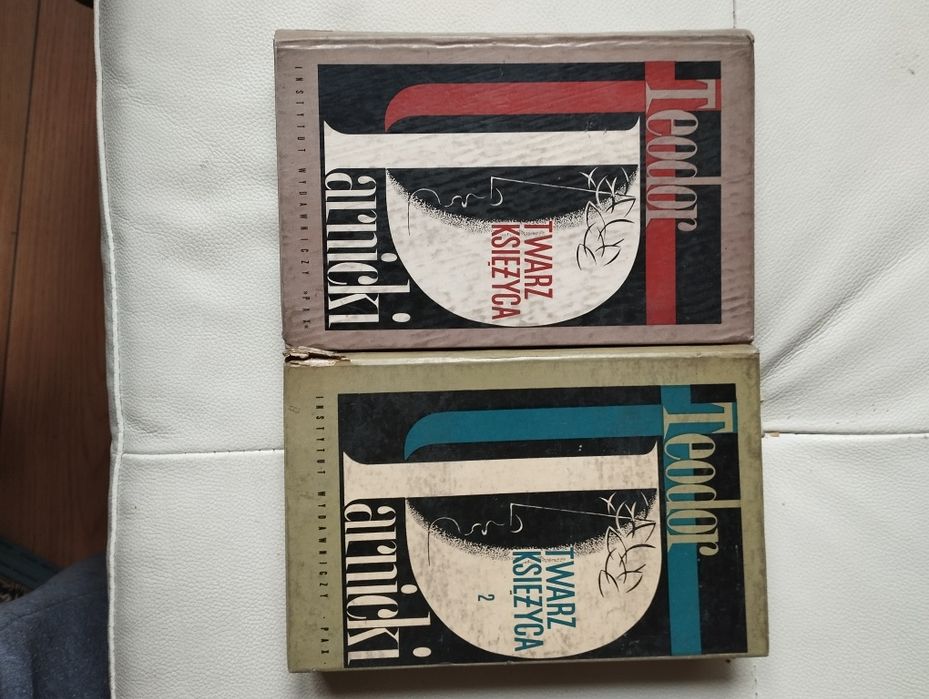 Teodor
Parnicki
TWARZ
KSIĘŻYCA
INSTYTUT WYDAWNICZY »PAX«
Teodor
Parnicki
TWARZ
KSIĘŻYCA
2
INSTYTUT WYDAWNICZY · PAX ·